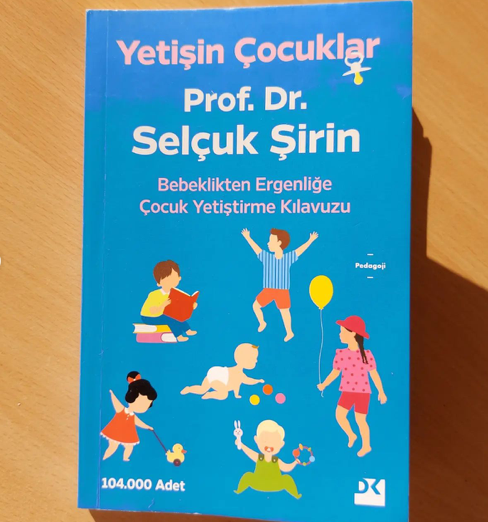 Yetişin Çocuklar
Prof. Dr.
Selçuk Şirin
Bebeklikten Ergenliğe
Çocuk Yetiştirme Kılavuzu
Pedagoji
104.000 Adet
DK